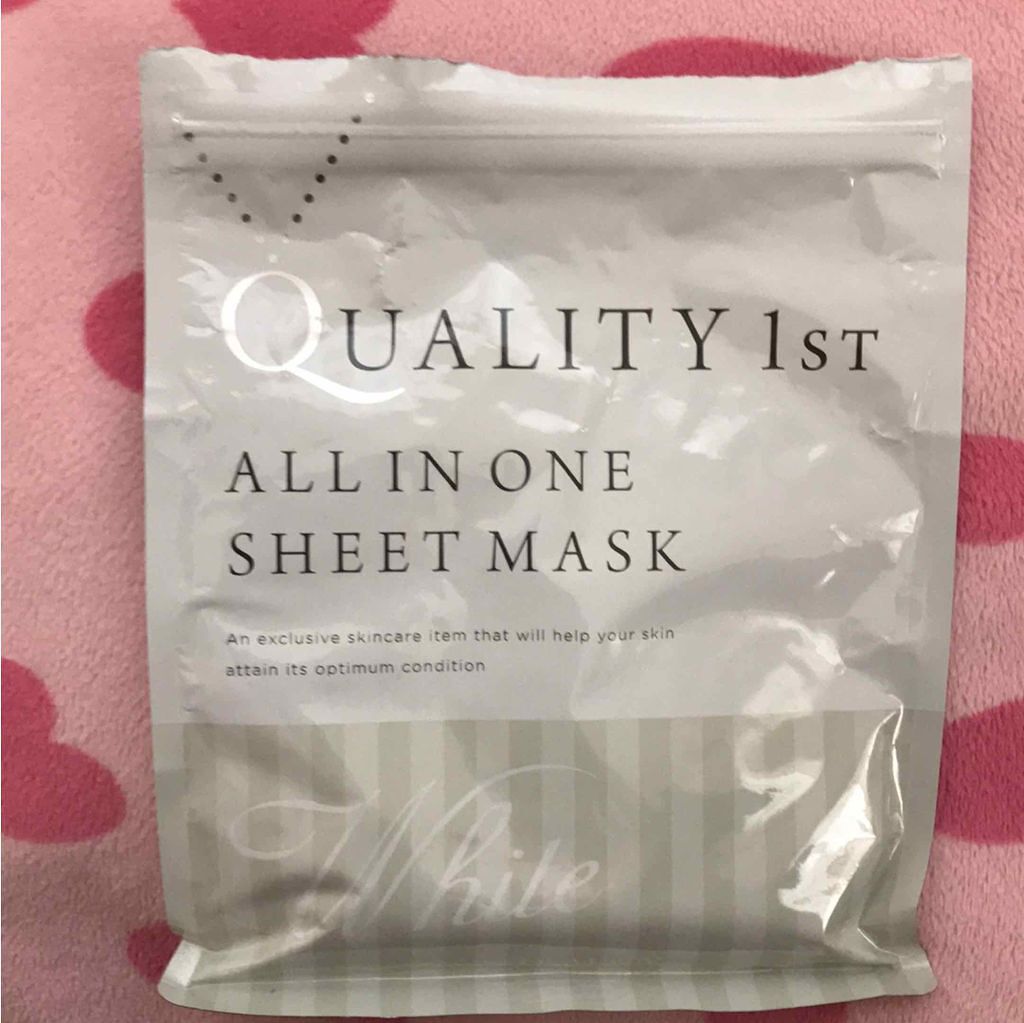 QUALITY 1ST
ALL IN ONE
SHEET MASK
An exclusive skincare item that will help your skin
attain its optimum condition
White